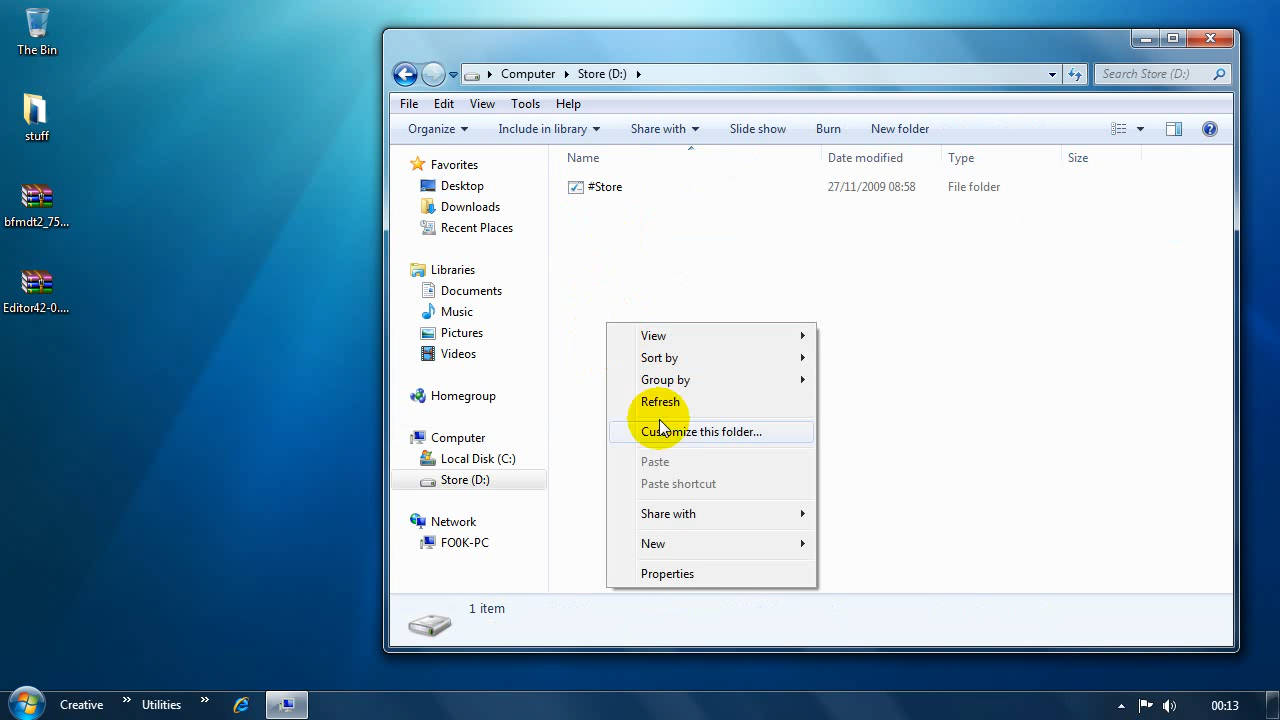 The Bin
stuff
bfmdt2_75...
Editor42-0....
Computer Store (D:)
Search Store (D:)
File Edit View Tools Help
Organize Include in library Share with Slide show Burn New folder
Name Date modified Type Size
#Store 27/11/2009 08:58 File folder
Favorites
Desktop
Downloads
Recent Places
Libraries
Documents
Music
Pictures
Videos
Homegroup
Computer
Local Disk (C:)
Store (D:)
Network
FO0K-PC
View
Sort by
Group by
Refresh
Customize this folder...
Paste
Paste shortcut
Share with
New
Properties
1 item
Creative Utilities 00:13